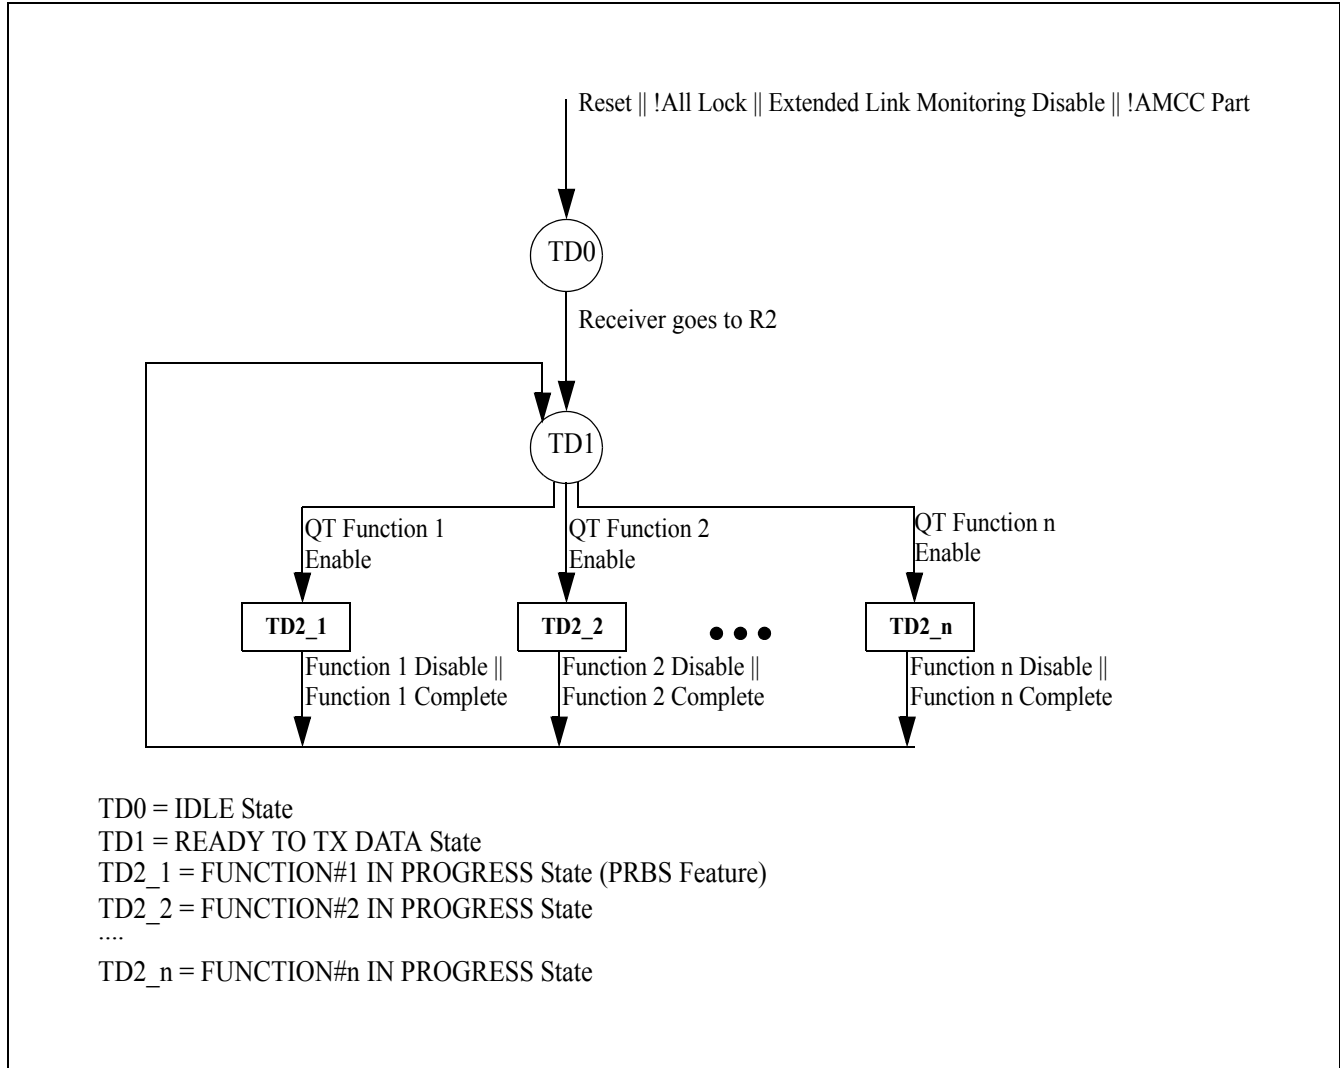 Reset || !All Lock || Extended Link Monitoring Disable || !AMCC Part
TD0
Receiver goes to R2
TD1
QT Function 1
Enable
QT Function 2
Enable
QT Function n
Enable
TD2_1
TD2_2
TD2_n
Function 1 Disable ||
Function 1 Complete
Function 2 Disable ||
Function 2 Complete
Function n Disable ||
Function n Complete
TD0 = IDLE State
TD1 = READY TO TX DATA State
TD2_1 = FUNCTION#1 IN PROGRESS State (PRBS Feature)
TD2_2 = FUNCTION#2 IN PROGRESS State
....
TD2_n = FUNCTION#n IN PROGRESS State